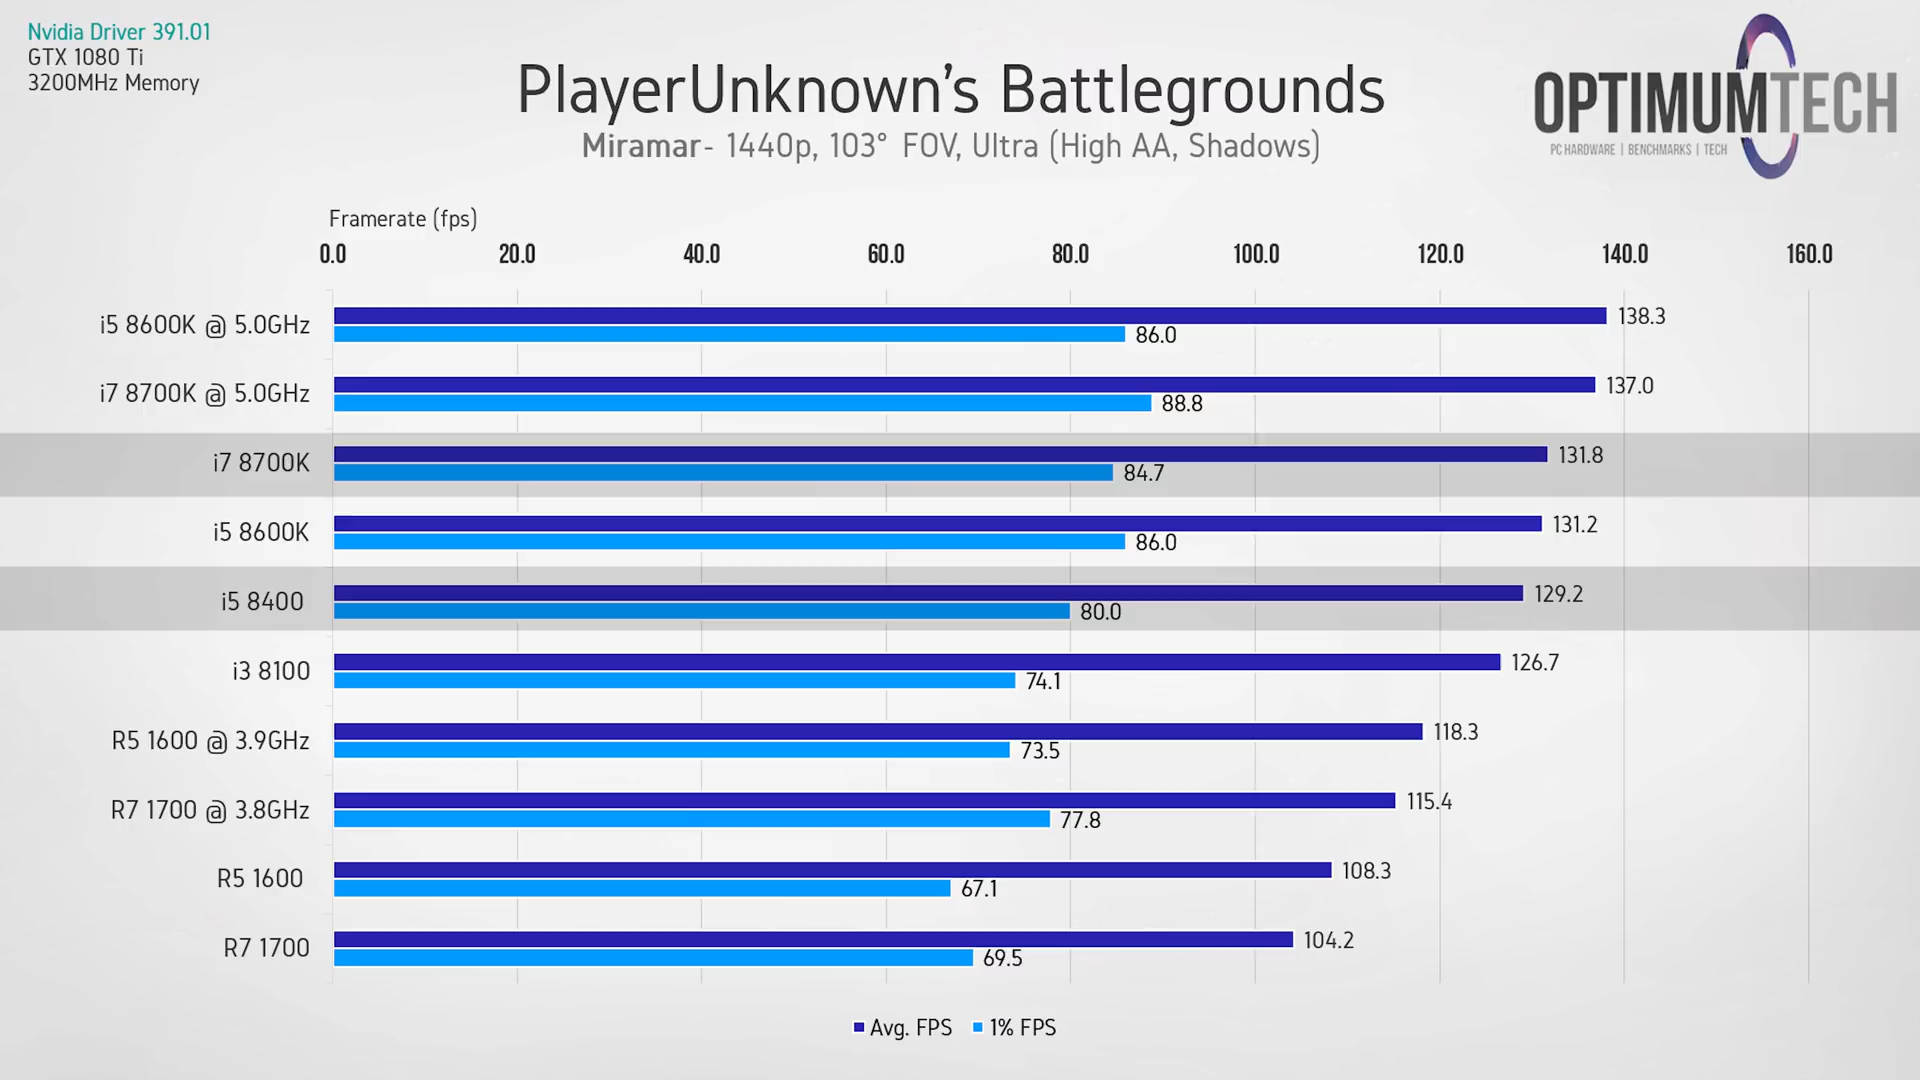 Nvidia Driver 391.01
GTX 1080 Ti
3200MHz Memory
PlayerUnknown's Battlegrounds
Miramar- 1440p, 103° FOV, Ultra (High AA, Shadows)
OPTIMUMTECH
PC HARDWARE | BENCHMARKS | TECH
Framerate (fps)
0.0 20.0 40.0 60.0 80.0 100.0 120.0 140.0 160.0
i5 8600K @ 5.0GHz 138.3
86.0
i7 8700K @ 5.0GHz 137.0
88.8
i7 8700K 131.8
84.7
i5 8600K 131.2
86.0
i5 8400 129.2
80.0
i3 8100 126.7
74.1
R5 1600 @ 3.9GHz 118.3
73.5
R7 1700 @ 3.8GHz 115.4
77.8
R5 1600 108.3
67.1
R7 1700 104.2
69.5
Avg. FPS 1% FPS